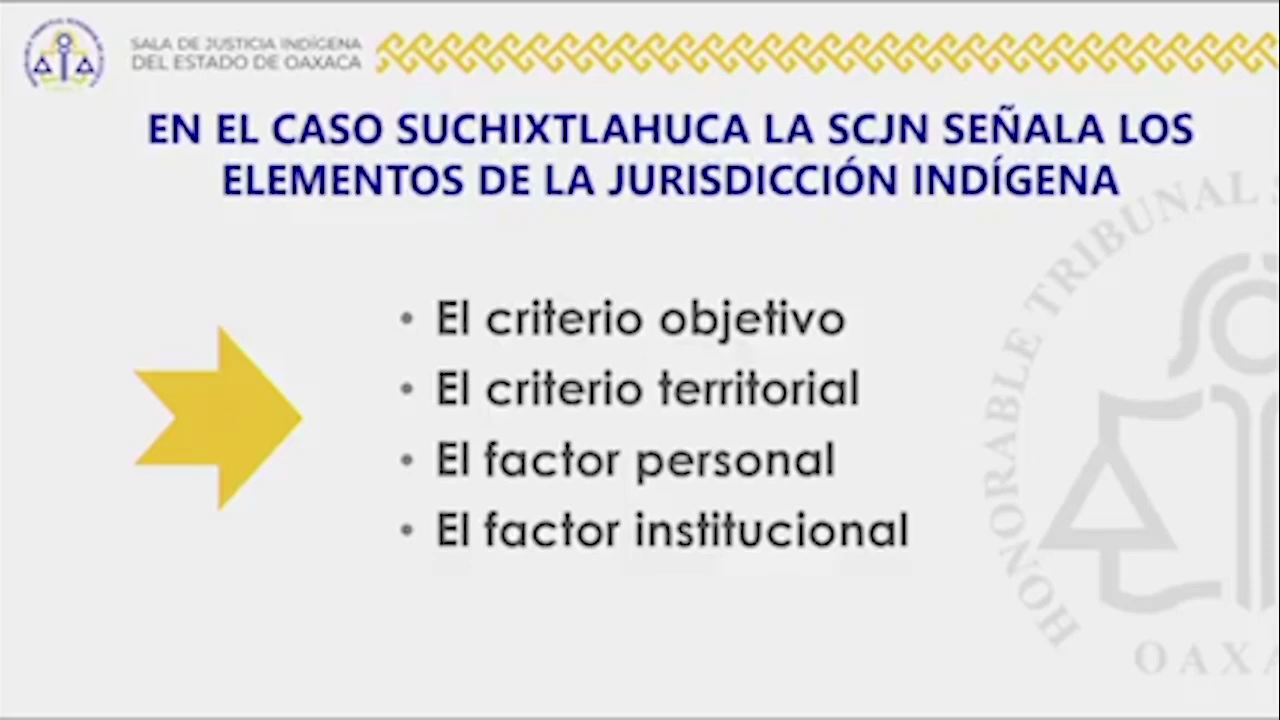 SALA DE JUSTICIA INDÍGENA
DEL ESTADO DE OAXACA
EN EL CASO SUCHIXTLAHUCA LA SCJN SEÑALA LOS
ELEMENTOS DE LA JURISDICCIÓN INDÍGENA
• El criterio objetivo
• El criterio territorial
• El factor personal
• El factor institucional
HONORABLE TRIBUNAL